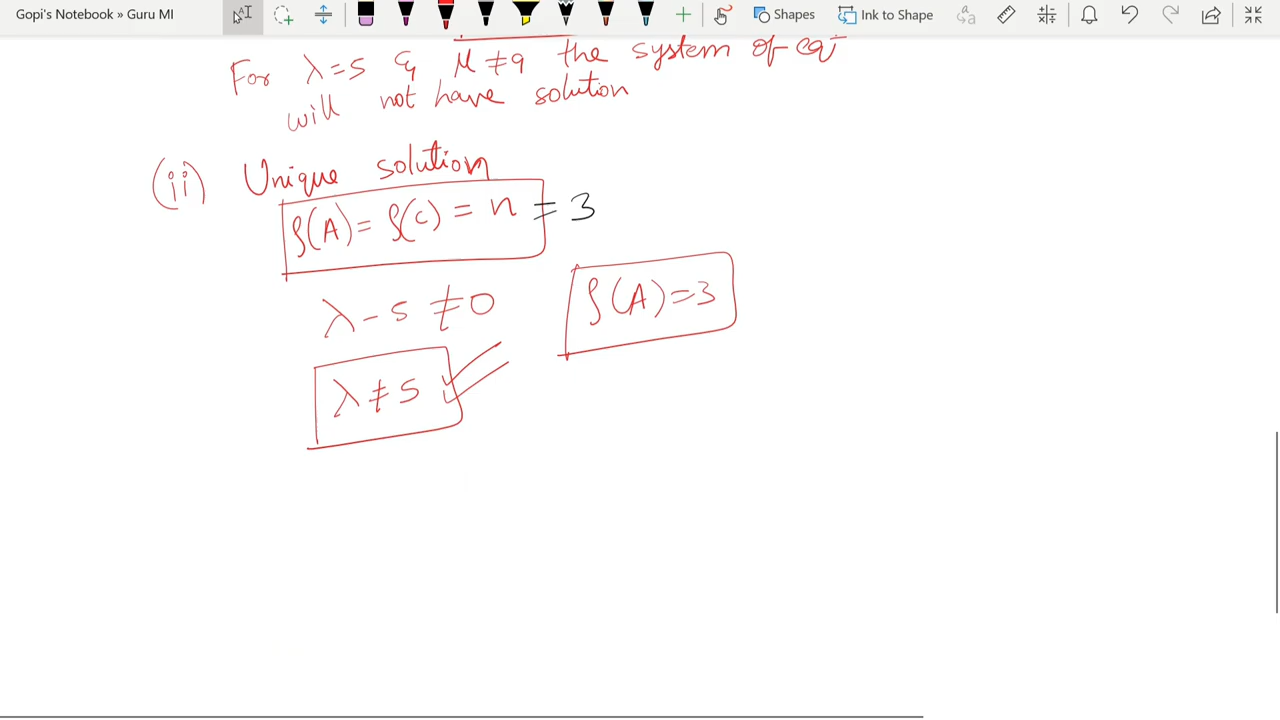 Gopi's Notebook » Guru MI
Shapes
Ink to Shape
For λ=5 & μ≠9 the system of eqⁿ
will not have solution
(ii) Unique solution
ρ(A) = ρ(C) = n = 3
λ - 5 ≠ 0
ρ(A) = 3
λ ≠ 5